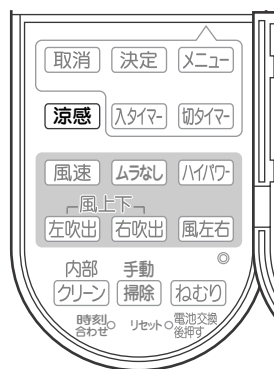 取消 決定 メニュー
涼感 入タイマー 切タイマー
風速 ムラなし ハイパワー
風上下
左吹出 右吹出 風左右
内部 手動
クリーン 掃除 ねむり
時刻 合わせ リセット 電池交換 後押す